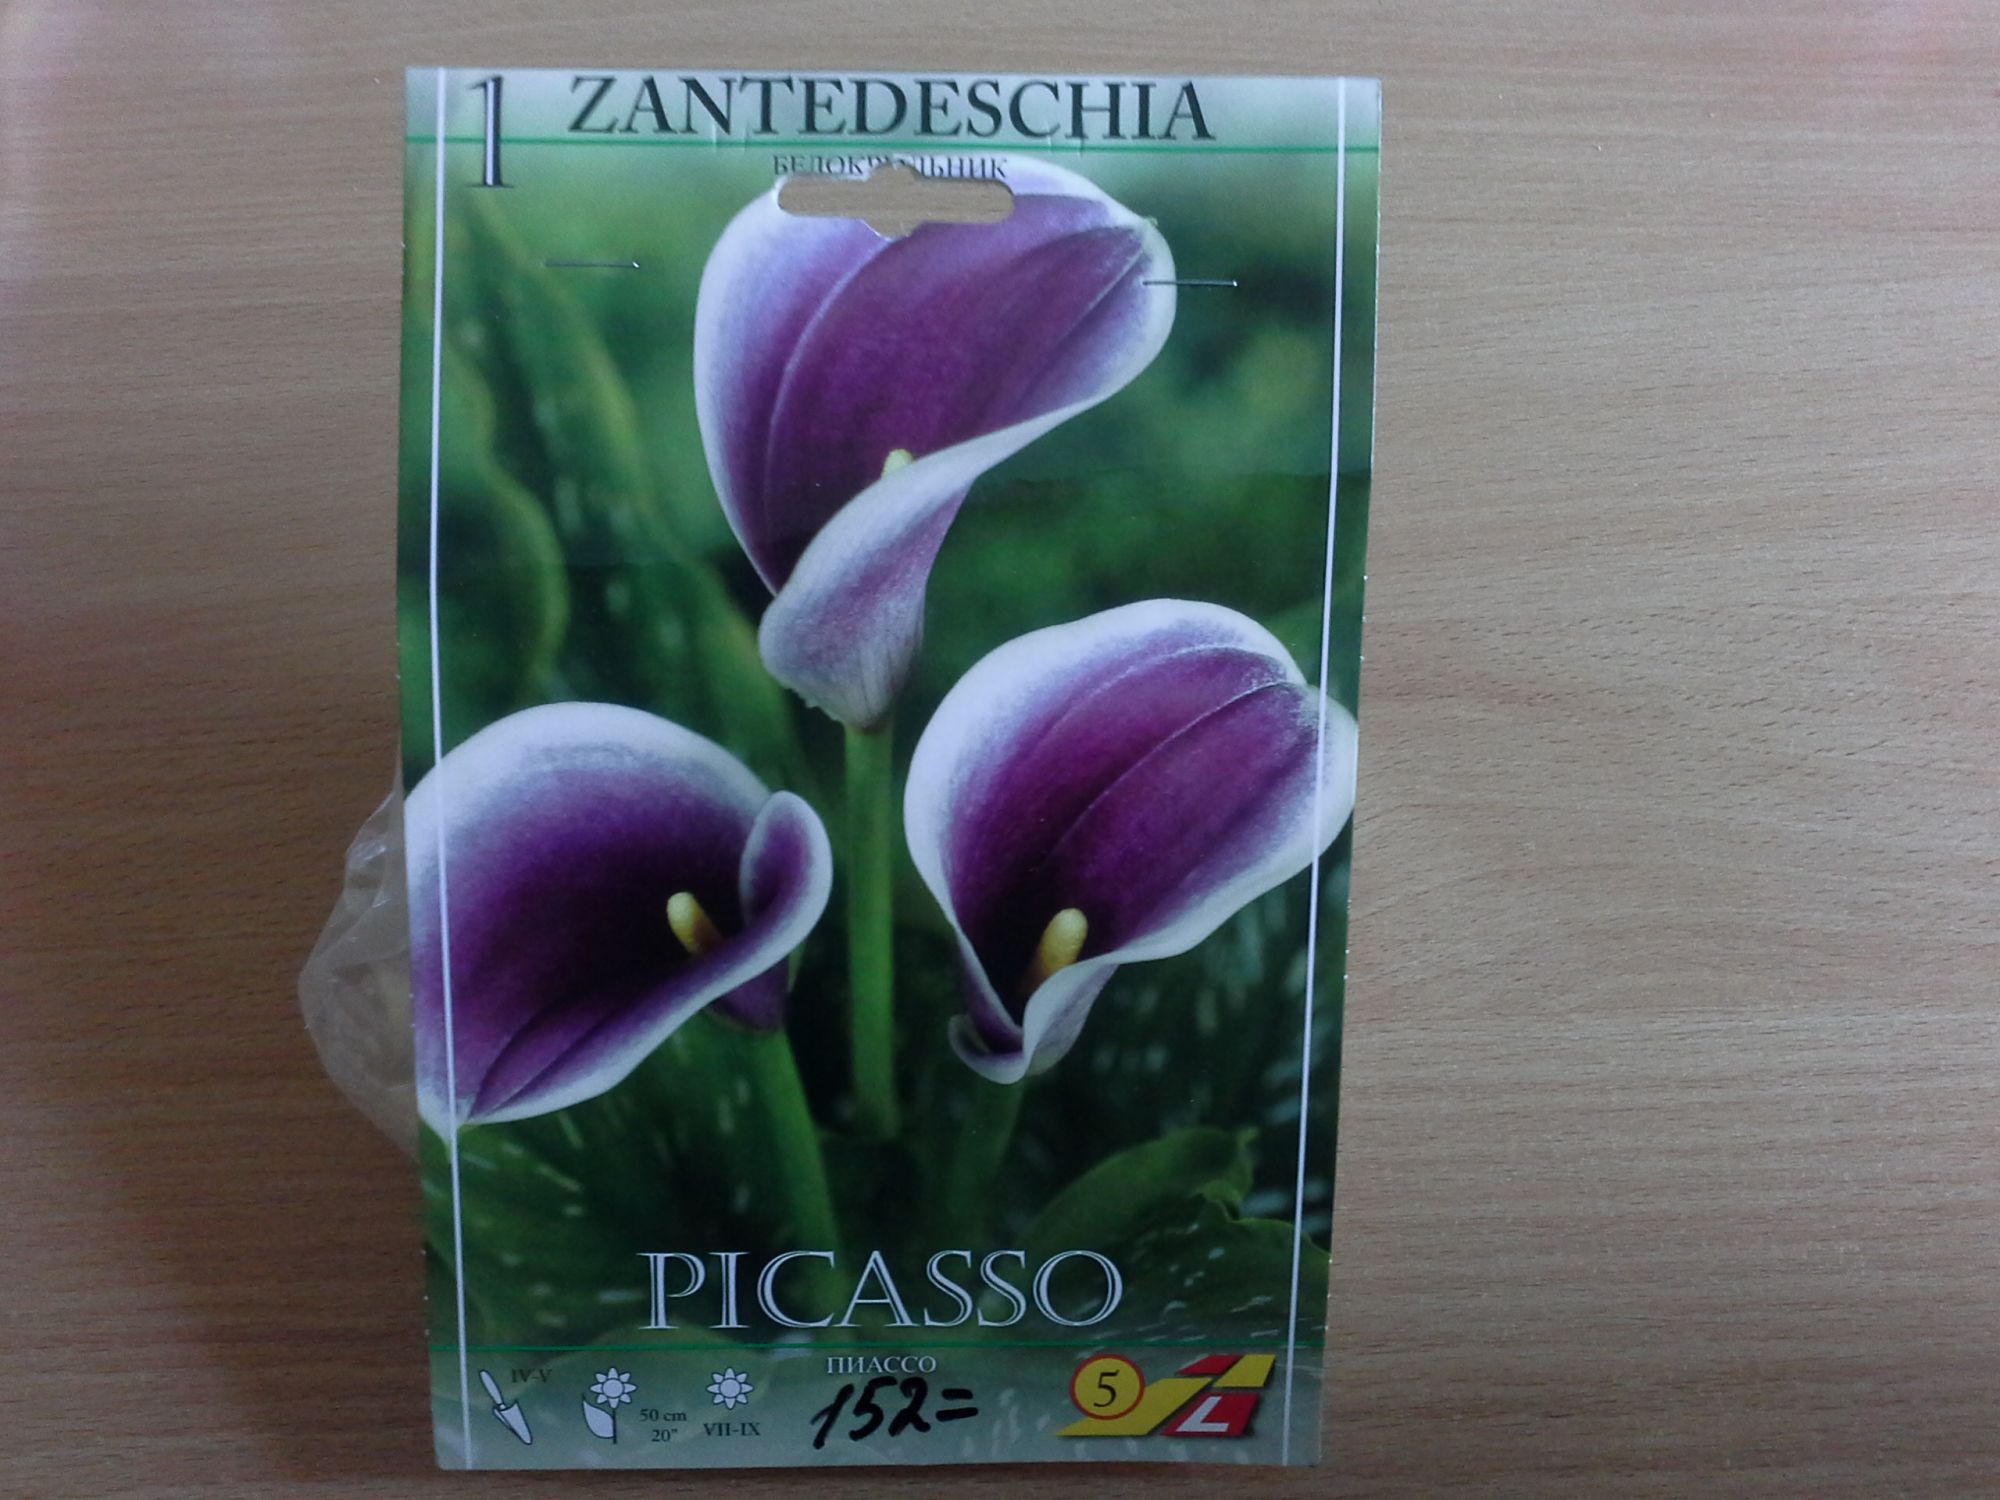 1 ZANTEDESCHIA
PICASSO
ПИАССО
IV-V
50 cm
20"
VII-IX
152=
5